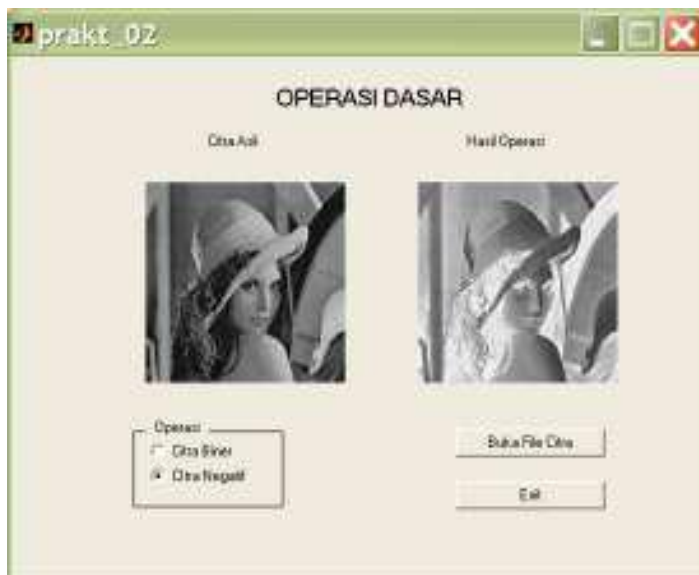 prakt_02
OPERASI DASAR
Citra Asli
Hasil Operasi
Operasi
Citra Biner
Citra Negatif
Buka File Citra
Exit